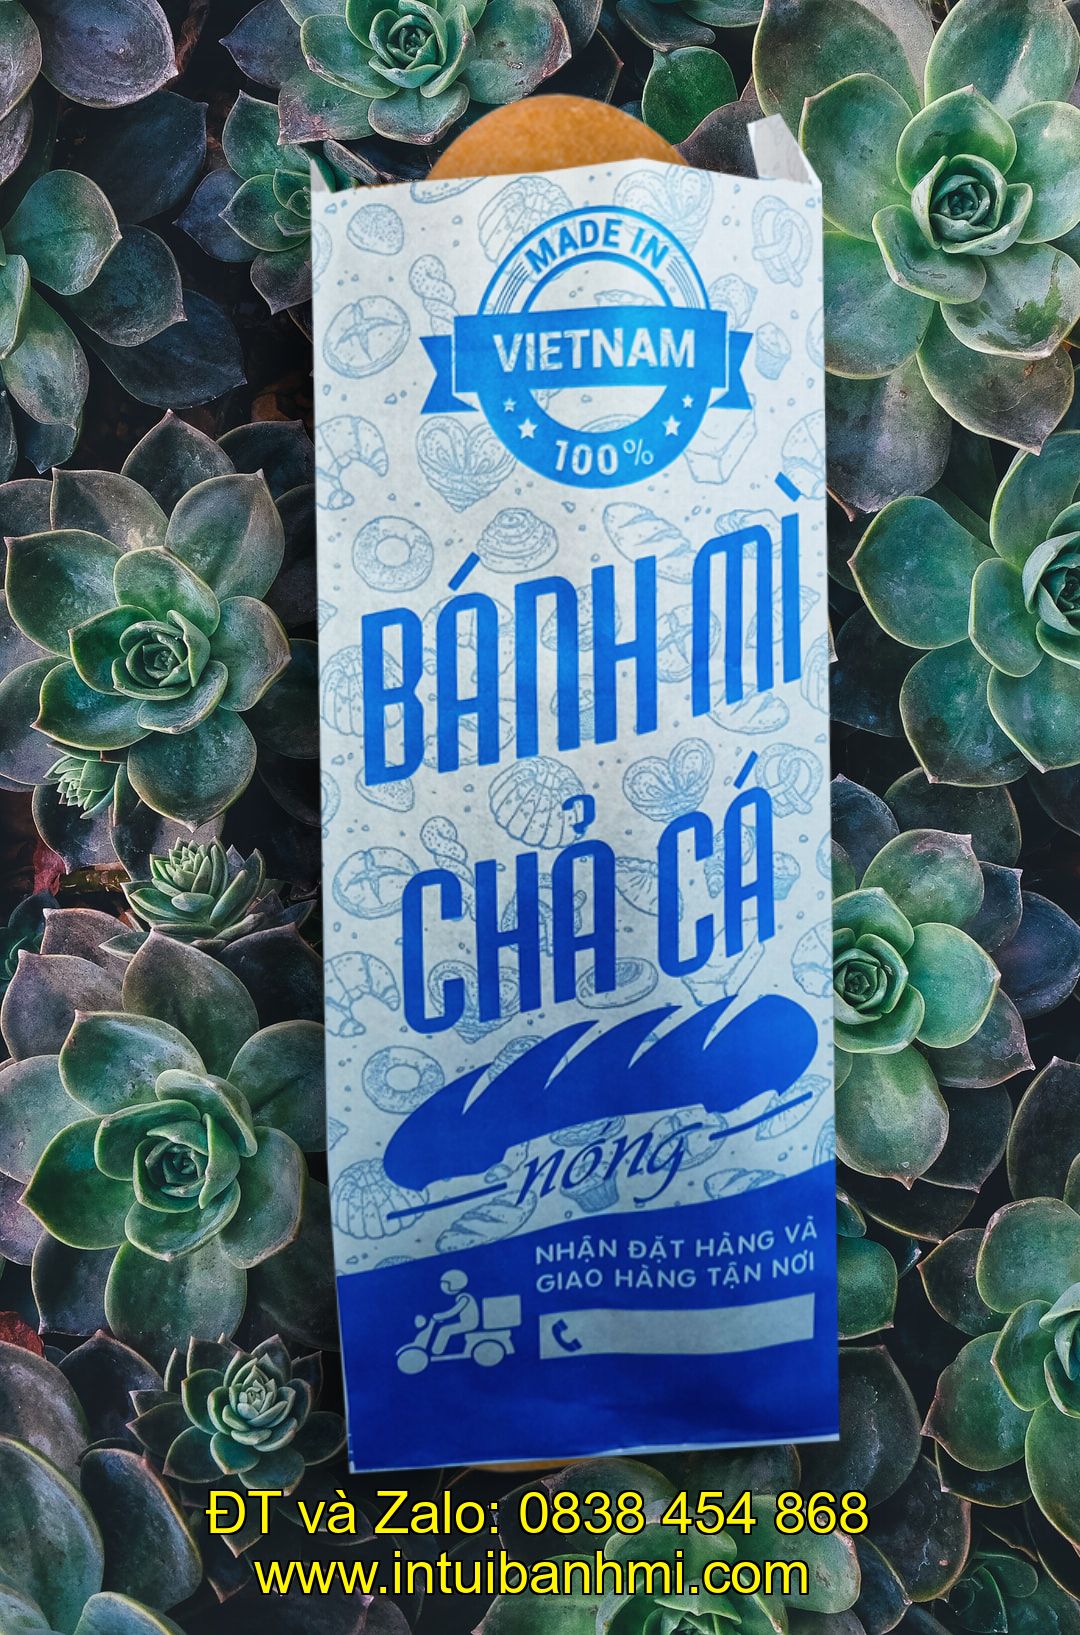 MADE IN
VIETNAM
100%
BÁNH MÌ
CHẢ CÁ
nóng
NHẬN ĐẶT HÀNG VÀ
GIAO HÀNG TẬN NƠI
ĐT và Zalo: 0838 454 868
www.intuibanhmi.com